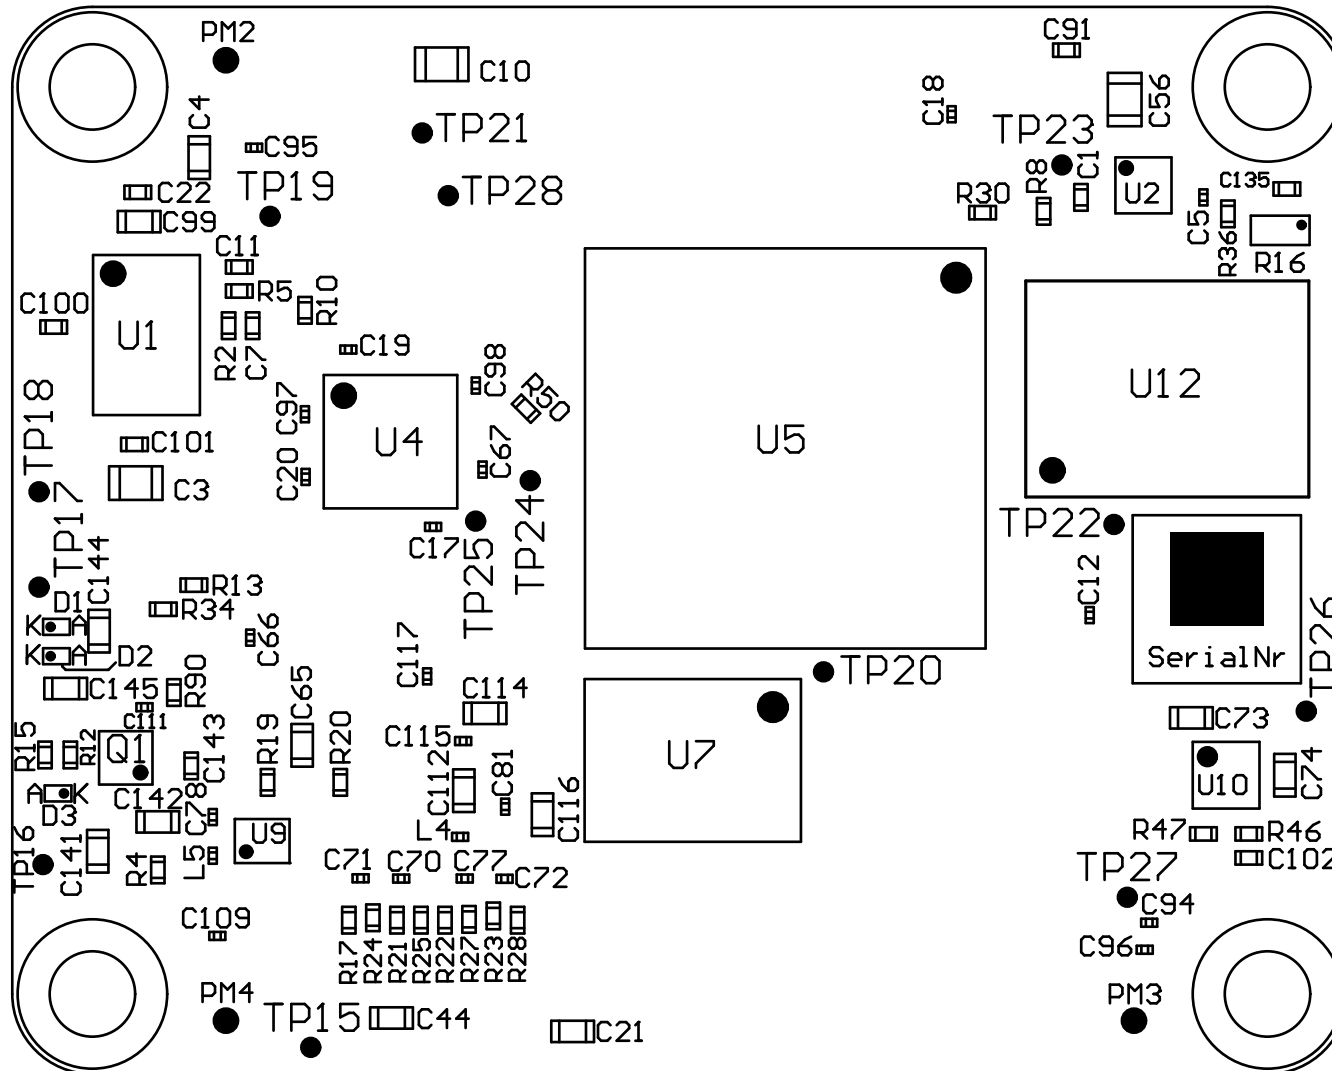 PM2
C91
C10
C56
C4
C18
TP21
TP23
C95
C1
C22
TP19
TP28
R8
R30
U2
C135
C99
C5
R36
R16
C11
R5
R10
C100
U1
R2
C7
C19
C98
R50
U12
TP18
C97
U4
U5
C101
C67
C20
C3
TP17
TP24
TP22
C17
C144
TP25
C12
R13
D1
R34
K
A
C66
TP26
K
A
D2
C117
SerialNr
TP20
C145
R90
C65
C114
C111
C73
R15
R12
Q1
C143
R19
R20
C115
U7
C112
C81
U10
C74
A
K
D3
C142
C78
C116
TP16
C141
U9
L4
R47
R46
R4
L5
C71
C70
C77
C72
TP27
C102
C94
C109
C96
R17
R24
R21
R25
R22
R27
R23
R28
PM4
TP15
C44
C21
PM3